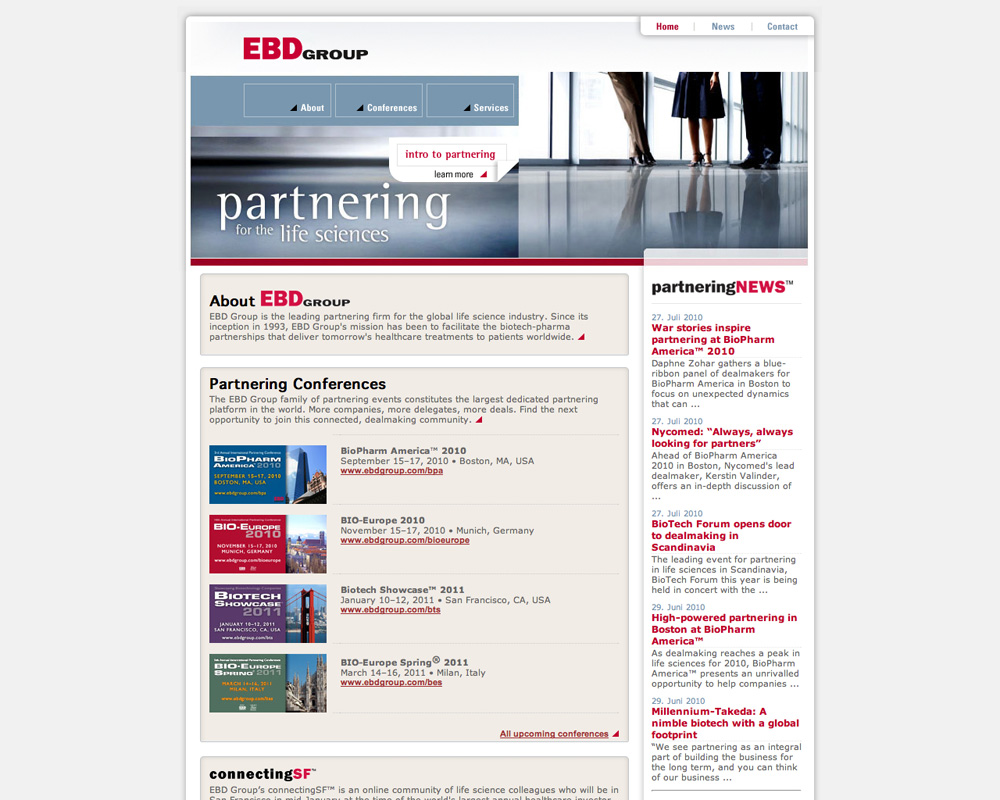 Home
News
Contact
EBDGROUP
About
Conferences
Services
intro to partnering
learn more
partnering
for the life sciences
About EBDGROUP
EBD Group is the leading partnering firm for the global life science industry. Since its
inception in 1993, EBD Group's mission has been to facilitate the biotech-pharma
partnerships that deliver tomorrow's healthcare treatments to patients worldwide.
Partnering Conferences
The EBD Group family of partnering events constitutes the largest dedicated partnering
platform in the world. More companies, more delegates, more deals. Find the next
opportunity to join this connected, dealmaking community.
BIOPHARM
AMERICA™ 2010
SEPTEMBER 15–17, 2010
BOSTON, MA, USA
www.ebdgroup.com/bpa
BioPharm America™ 2010
September 15–17, 2010 • Boston, MA, USA
www.ebdgroup.com/bpa
BIO-EUROPE
2010
NOVEMBER 15–17, 2010
MUNICH, GERMANY
www.ebdgroup.com/bioeurope
BIO-Europe 2010
November 15–17, 2010 • Munich, Germany
www.ebdgroup.com/bioeurope
BIOTECH
SHOWCASE
2011
JANUARY 10–12, 2011
SAN FRANCISCO, CA, USA
www.ebdgroup.com/bts
Biotech Showcase™ 2011
January 10–12, 2011 • San Francisco, CA, USA
www.ebdgroup.com/bts
BIO-EUROPE
SPRING® 2011
MARCH 14–16, 2011
MILAN, ITALY
www.ebdgroup.com/bes
BIO-Europe Spring® 2011
March 14–16, 2011 • Milan, Italy
www.ebdgroup.com/bes
All upcoming conferences
connectingSF™
EBD Group's connectingSF™ is an online community of life science colleagues who will be in
San Francisco in mid-January at the time of the world's largest annual healthcare investor
partneringNEWS™
27. Juli 2010
War stories inspire
partnering at BioPharm
America™ 2010
Daphne Zohar gathers a blue-
ribbon panel of dealmakers for
BioPharm America in Boston to
focus on unexpected dynamics
that can ...
27. Juli 2010
Nycomed: “Always, always
looking for partners”
Ahead of BioPharm America
2010 in Boston, Nycomed's lead
dealmaker, Kerstin Valinder,
offers an in-depth discussion of
...
27. Juli 2010
BioTech Forum opens door
to dealmaking in
Scandinavia
The leading event for partnering
in life sciences in Scandinavia,
BioTech Forum this year is being
held in concert with the ...
29. Juni 2010
High-powered partnering in
Boston at BioPharm
America™
As dealmaking reaches a peak in
life sciences for 2010, BioPharm
America™ presents an unrivalled
opportunity to help companies ...
29. Juni 2010
Millennium-Takeda: A
nimble biotech with a global
footprint
“We see partnering as an integral
part of building the business for
the long term, and you can think
of our business ...